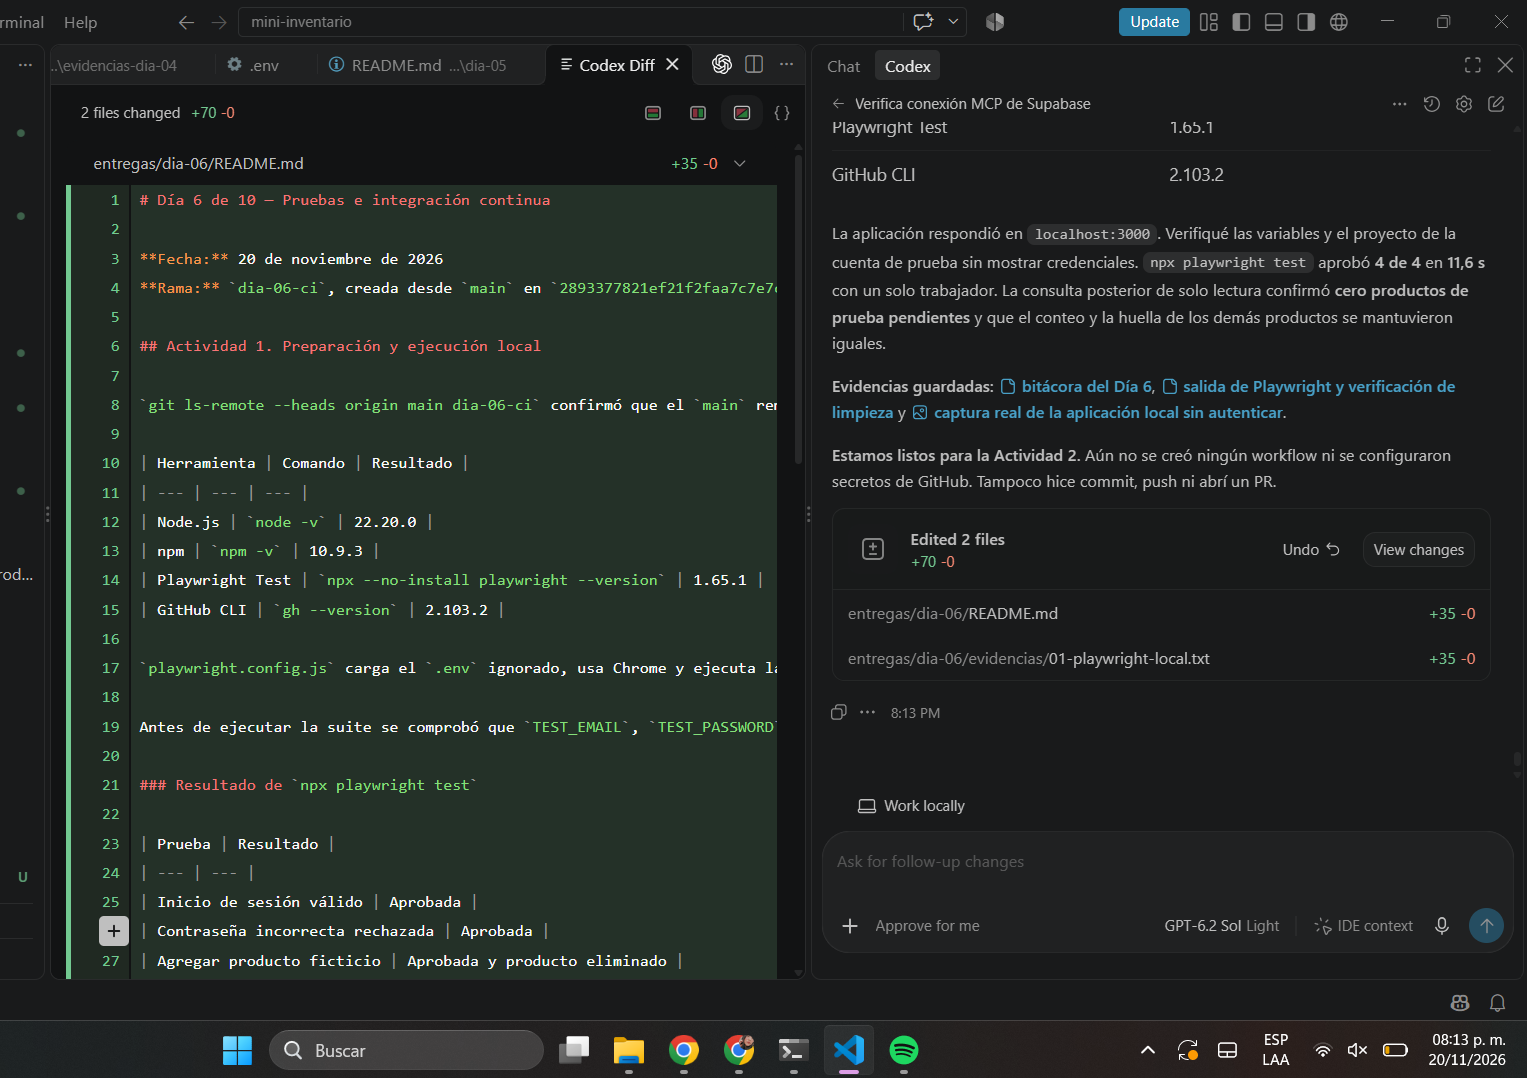 rminal Help
mini-inventario
Update
..\evidencias-dia-04
.env
README.md ...\dia-05
Codex Diff
2 files changed +70 -0
entregas/dia-06/README.md
+35 -0
1 # Día 6 de 10 — Pruebas e integración continua
2
3 **Fecha:** 20 de noviembre de 2026
4 **Rama:** `dia-06-ci`, creada desde `main` en `2893377821ef21f2faa7c7e7
5
6 ## Actividad 1. Preparación y ejecución local
7
8 `git ls-remote --heads origin main dia-06-ci` confirmó que el `main` rem
9
10 | Herramienta | Comando | Resultado |
11 | --- | --- | --- |
12 | Node.js | `node -v` | 22.20.0 |
13 | npm | `npm -v` | 10.9.3 |
14 | Playwright Test | `npx --no-install playwright --version` | 1.65.1 |
15 | GitHub CLI | `gh --version` | 2.103.2 |
16
17 `playwright.config.js` carga el `.env` ignorado, usa Chrome y ejecuta la
18
19 Antes de ejecutar la suite se comprobó que `TEST_EMAIL`, `TEST_PASSWORD`
20
21 ### Resultado de `npx playwright test`
22
23 | Prueba | Resultado |
24 | --- | --- |
25 | Inicio de sesión válido | Aprobada |
+ | Contraseña incorrecta rechazada | Aprobada |
27 | Agregar producto ficticio | Aprobada y producto eliminado |
rod...
U
Chat Codex
Verifica conexión MCP de Supabase
Playwright Test 1.65.1
GitHub CLI 2.103.2
La aplicación respondió en localhost:3000. Verifiqué las variables y el proyecto de la
cuenta de prueba sin mostrar credenciales. npx playwright test aprobó 4 de 4 en 11,6 s
con un solo trabajador. La consulta posterior de solo lectura confirmó cero productos de
prueba pendientes y que el conteo y la huella de los demás productos se mantuvieron
iguales.
Evidencias guardadas: bitácora del Día 6, salida de Playwright y verificación de
limpieza y captura real de la aplicación local sin autenticar.
Estamos listos para la Actividad 2. Aún no se creó ningún workflow ni se configuraron
secretos de GitHub. Tampoco hice commit, push ni abrí un PR.
Edited 2 files
+70 -0
Undo
View changes
entregas/dia-06/README.md +35 -0
entregas/dia-06/evidencias/01-playwright-local.txt +35 -0
8:13 PM
Work locally
Ask for follow-up changes
Approve for me
GPT-6.2 Sol Light
IDE context
Buscar
ESP
LAA
08:13 p. m.
20/11/2026